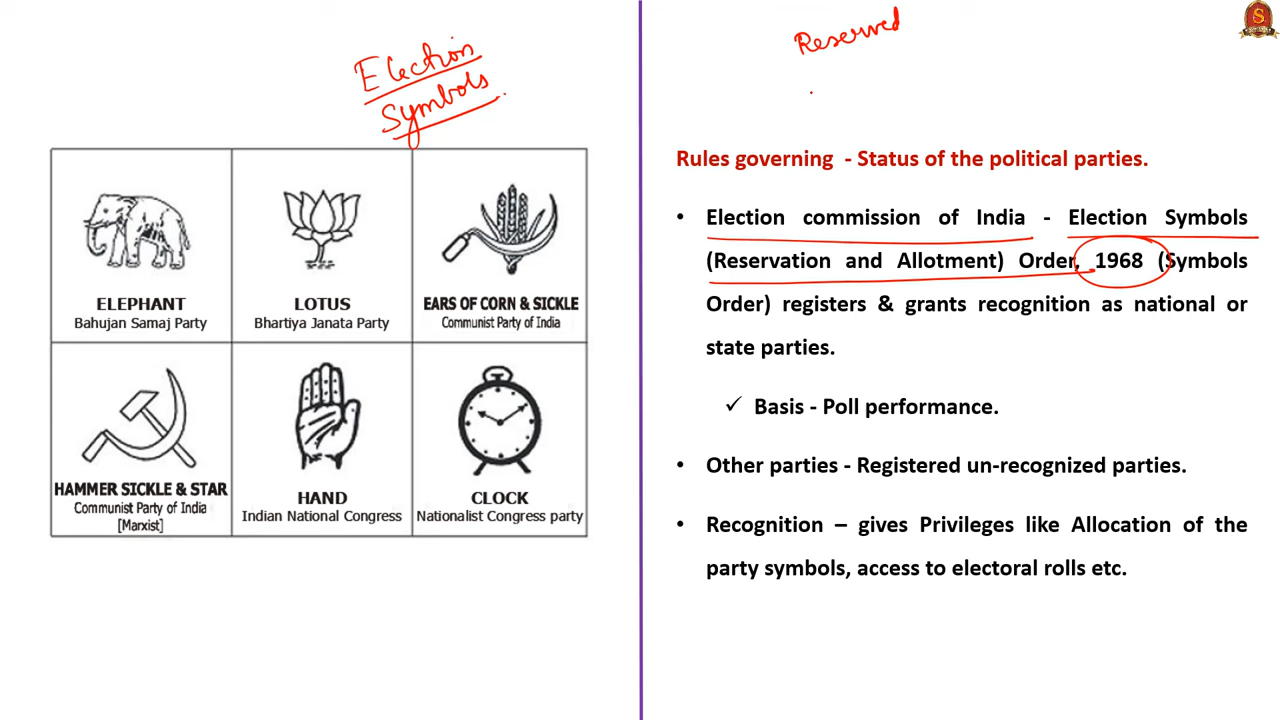 Election
Symbols
ELEPHANT
Bahujan Samaj Party
LOTUS
Bhartiya Janata Party
EARS OF CORN & SICKLE
Communist Party of India
HAMMER SICKLE & STAR
Communist Party of India
[Marxist]
HAND
Indian National Congress
CLOCK
Nationalist Congress party
Reserved
S
Rules governing - Status of the political parties.
• Election commission of India - Election Symbols
(Reservation and Allotment) Order, 1968 (Symbols
Order) registers & grants recognition as national or
state parties.
✓ Basis - Poll performance.
• Other parties - Registered un-recognized parties.
• Recognition – gives Privileges like Allocation of the
party symbols, access to electoral rolls etc.